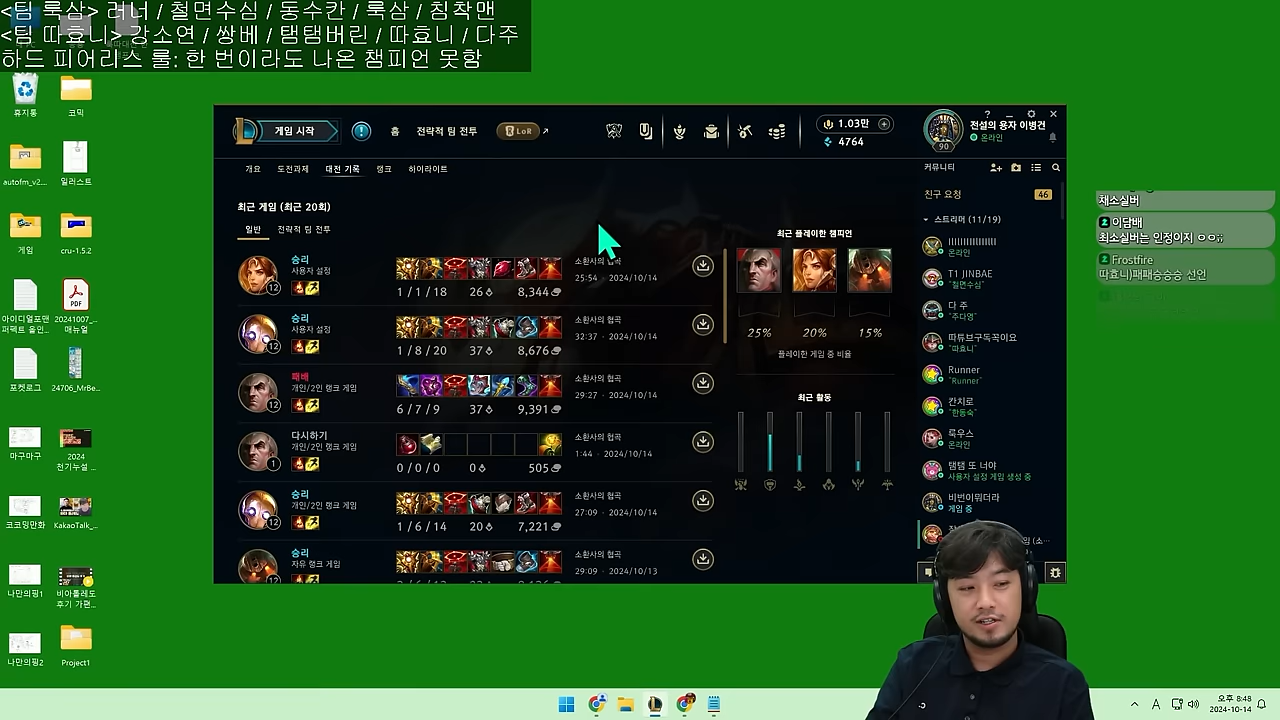 <팀 룩삼> 러너 / 철면수심 / 동수칸 / 룩삼 / 침착맨
<팀 따효니> 강소연 / 쌍베 / 탬탬버린 / 따효니 / 다주
하드 피어리스 룰: 한 번이라도 나온 챔피언 못함
휴지통
코믹
autofm_v2...
일러스트
게임
cru-1.5.2
아이디얼포맨
퍼펙트 올인...
20241007_...
매뉴얼
포켓로그
24706_MrBe...
마구마구
2024
전기누설 ...
코코밍만화
KakaoTalk_...
나만의핑1
비아톨레도
후기 가편...
나만의핑2
Project1
게임 시작
홈
전략적 팀 전투
LoR
1.03만
4764
90
전설의 용자 이병건
온라인
개요
도전과제
대전 기록
랭크
하이라이트
최근 게임 (최근 20회)
일반
전략적 팀 전투
승리
사용자 설정
12
1 / 1 / 18
26
8,344
25:54 · 2024/10/14
승리
사용자 설정
12
1 / 8 / 20
37
8,676
소환사의 협곡
32:37 · 2024/10/14
패배
개인/2인 랭크 게임
12
6 / 7 / 9
37
9,391
소환사의 협곡
29:27 · 2024/10/14
다시하기
개인/2인 랭크 게임
1
0 / 0 / 0
0
505
소환사의 협곡
1:44 · 2024/10/14
승리
개인/2인 랭크 게임
12
1 / 6 / 14
20
7,221
소환사의 협곡
27:09 · 2024/10/14
승리
자유 랭크 게임
12
소환사의 협곡
29:09 · 2024/10/13
최근 플레이한 챔피언
25%
20%
15%
플레이한 게임 중 비율
최근 활동
커뮤니티
친구 요청
46
스트리머 (11/19)
온라인
T1 JINBAE
"철면수심"
다 주
"주다영"
따튜브구독꼭이요
"따효니"
Runner
"Runner"
칸치로
"한동숙"
룩우스
온라인
탬탬 또 너야
사용자 설정 게임 생성 중
비번이뭐더라
게임 중
채소실버
이담배
최소실버는 인정이지 ㅇㅇ;;
Frostfire
따효니)패패승승승 선언
A
오후 8:48
2024-10-14